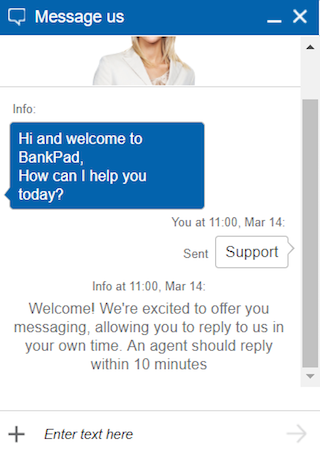 Message us
Info:
Hi and welcome to
BankPad,
How can I help you
today?
You at 11:00, Mar 14:
Sent
Support
Info at 11:00, Mar 14:
Welcome! We're excited to offer you
messaging, allowing you to reply to us in
your own time. An agent should reply
within 10 minutes
Enter text here